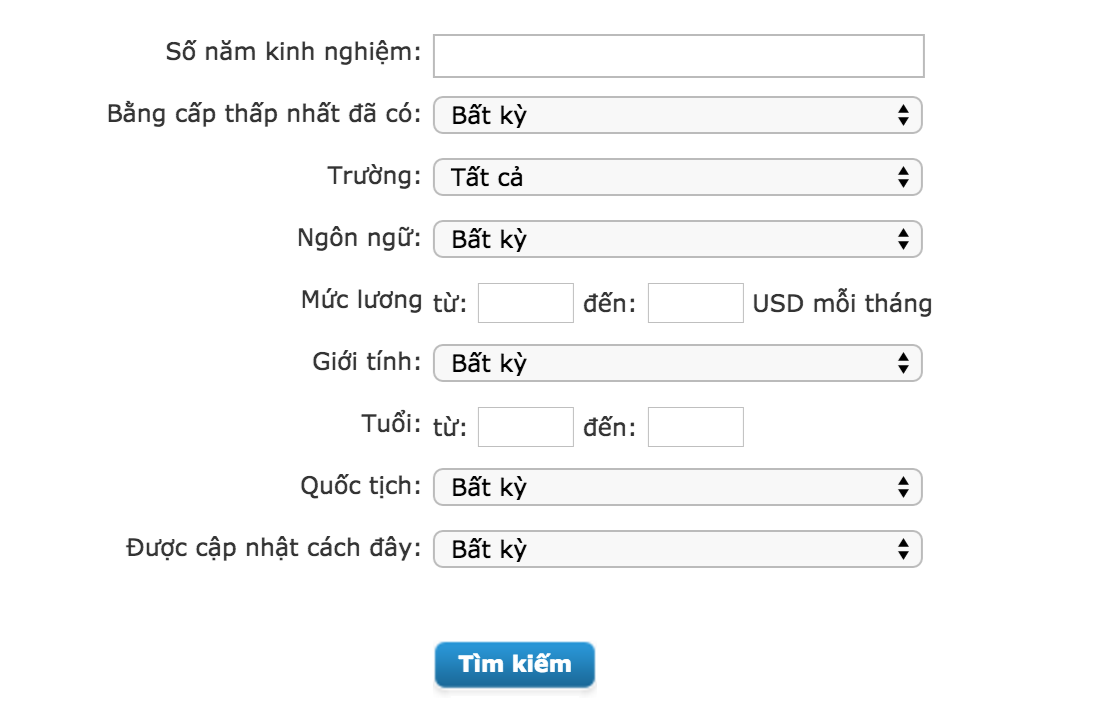 Số năm kinh nghiệm:
Bằng cấp thấp nhất đã có: Bất kỳ
Trường: Tất cả
Ngôn ngữ: Bất kỳ
Mức lương từ: đến: USD mỗi tháng
Giới tính: Bất kỳ
Tuổi: từ: đến:
Quốc tịch: Bất kỳ
Được cập nhật cách đây: Bất kỳ
Tìm kiếm